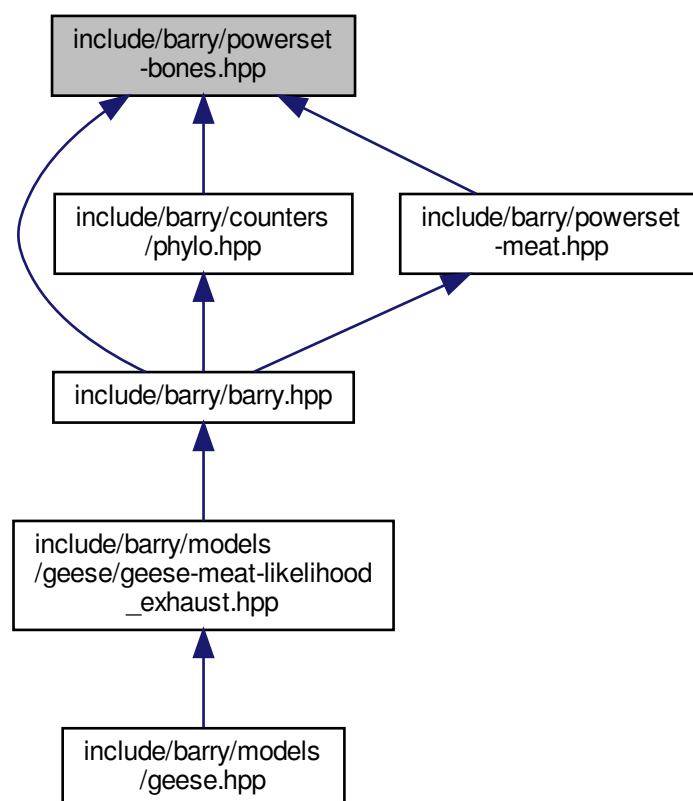 include/barry/powerset
-bones.hpp
include/barry/counters
/phylo.hpp
include/barry/powerset
-meat.hpp
include/barry/barry.hpp
include/barry/models
/geese/geese-meat-likelihood
_exhaust.hpp
include/barry/models
/geese.hpp